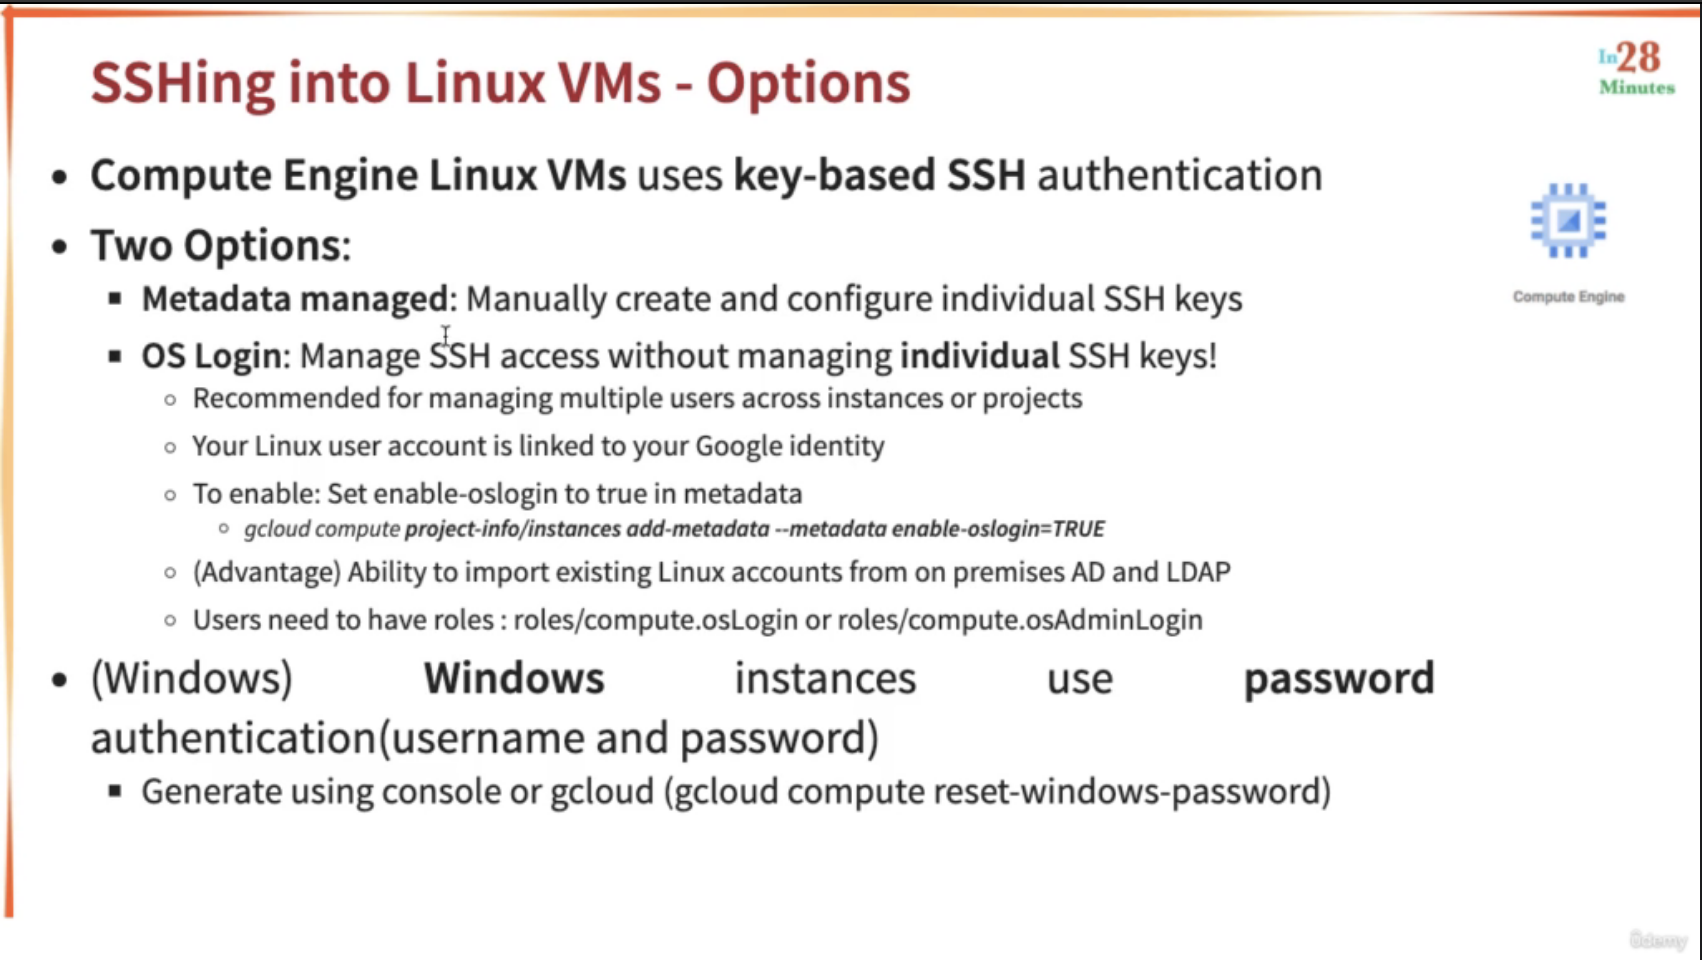 SSHing into Linux VMs - Options
In28
Minutes
• Compute Engine Linux VMs uses key-based SSH authentication
• Two Options:
▪ Metadata managed: Manually create and configure individual SSH keys
Compute Engine
▪ OS Login: Manage SSH access without managing individual SSH keys!
○ Recommended for managing multiple users across instances or projects
○ Your Linux user account is linked to your Google identity
○ To enable: Set enable-oslogin to true in metadata
○ gcloud compute project-info/instances add-metadata --metadata enable-oslogin=TRUE
○ (Advantage) Ability to import existing Linux accounts from on premises AD and LDAP
○ Users need to have roles : roles/compute.osLogin or roles/compute.osAdminLogin
• (Windows) Windows instances use password
authentication(username and password)
▪ Generate using console or gcloud (gcloud compute reset-windows-password)
ûdemy